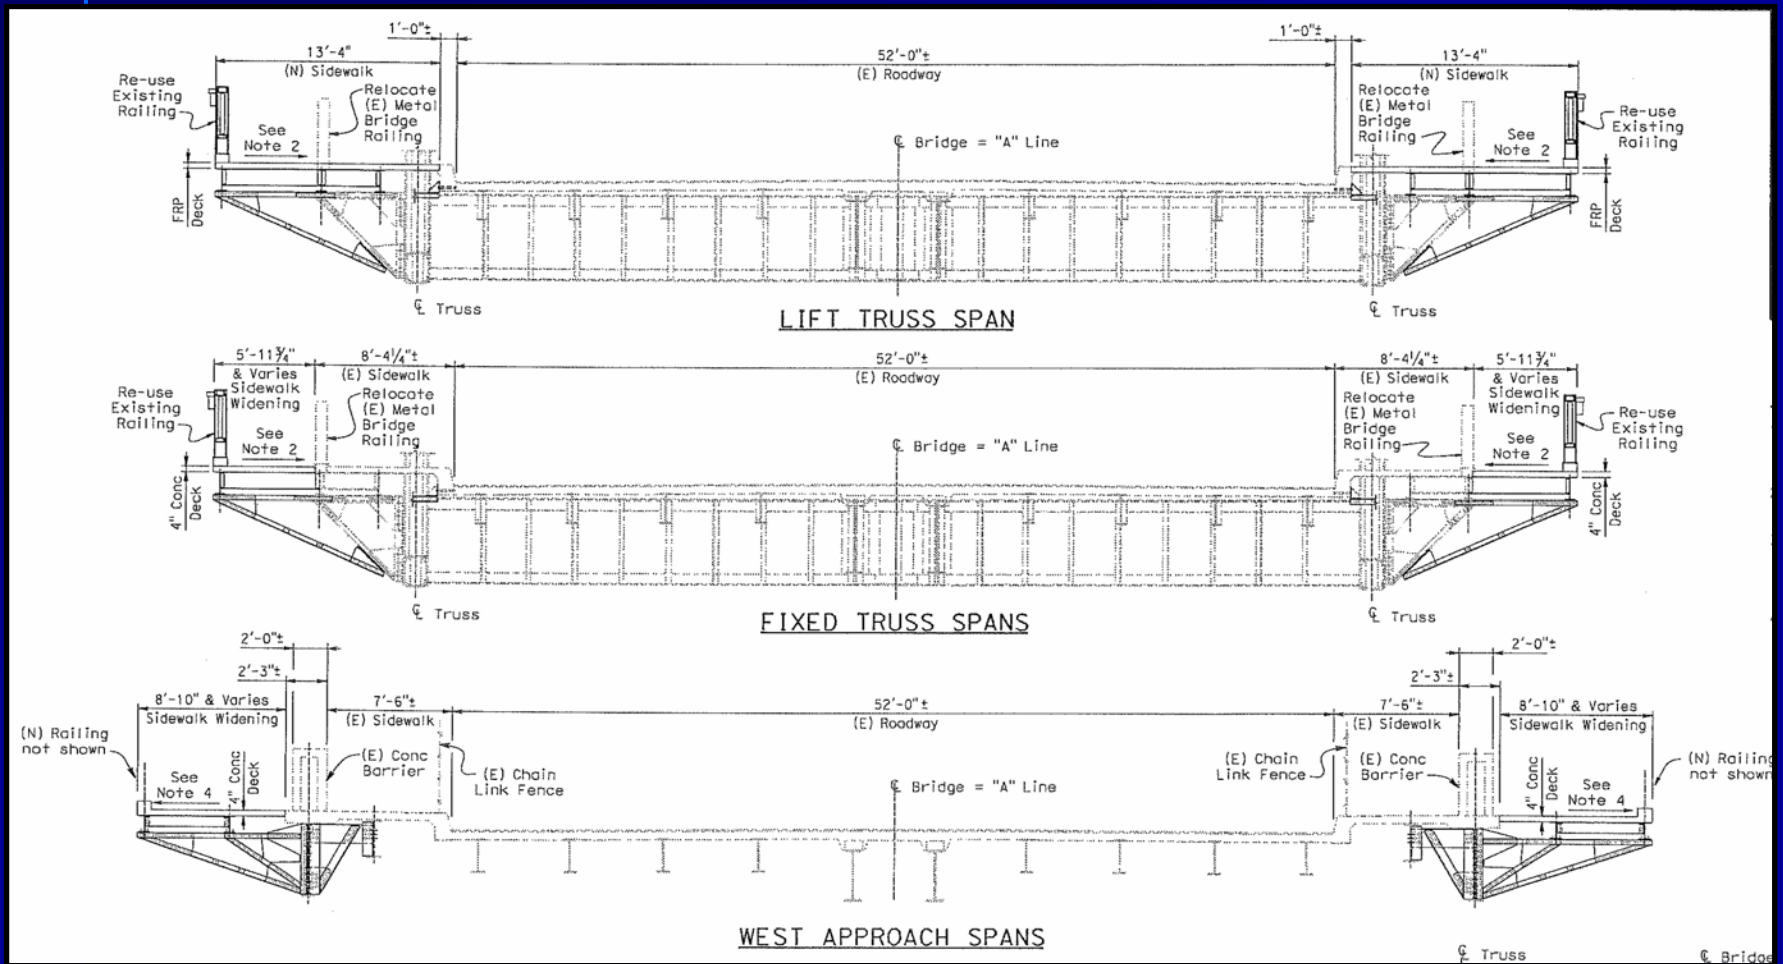 1'-0"±
1'-0"±
13'-4"
52'-0"±
13'-4"
(N) Sidewalk
(E) Roadway
(N) Sidewalk
Re-use
Existing
Railing
Relocate
(E) Metal
Bridge
Railing
See
Note 2
℄ Bridge = "A" Line
Relocate
(E) Metal
Bridge
Railing
See
Note 2
Re-use
Existing
Railing
FRP
Deck
FRP
Deck
℄ Truss
℄ Truss
LIFT TRUSS SPAN
5'-11¾"
& Varies
Sidewalk
Widening
8'-4¼"±
(E) Sidewalk
52'-0"±
(E) Roadway
8'-4¼"±
(E) Sidewalk
5'-11¾"
& Varies
Sidewalk
Widening
Re-use
Existing
Railing
Relocate
(E) Metal
Bridge
Railing
See
Note 2
℄ Bridge = "A" Line
Relocate
(E) Metal
Bridge
Railing
See
Note 2
Re-use
Existing
Railing
4" Conc
Deck
4" Conc
Deck
℄ Truss
℄ Truss
FIXED TRUSS SPANS
2'-0"±
2'-0"±
2'-3"±
2'-3"±
8'-10" & Varies
Sidewalk Widening
7'-6"±
(E) Sidewalk
52'-0"±
(E) Roadway
7'-6"±
(E) Sidewalk
8'-10" & Varies
Sidewalk Widening
(N) Railing
not shown
See
Note 4
4" Conc
Deck
(E) Conc
Barrier
(E) Chain
Link Fence
℄ Bridge = "A" Line
(E) Chain
Link Fence
(E) Conc
Barrier
4" Conc
Deck
See
Note 4
(N) Railing
not shown
WEST APPROACH SPANS
℄ Truss
℄ Bridge